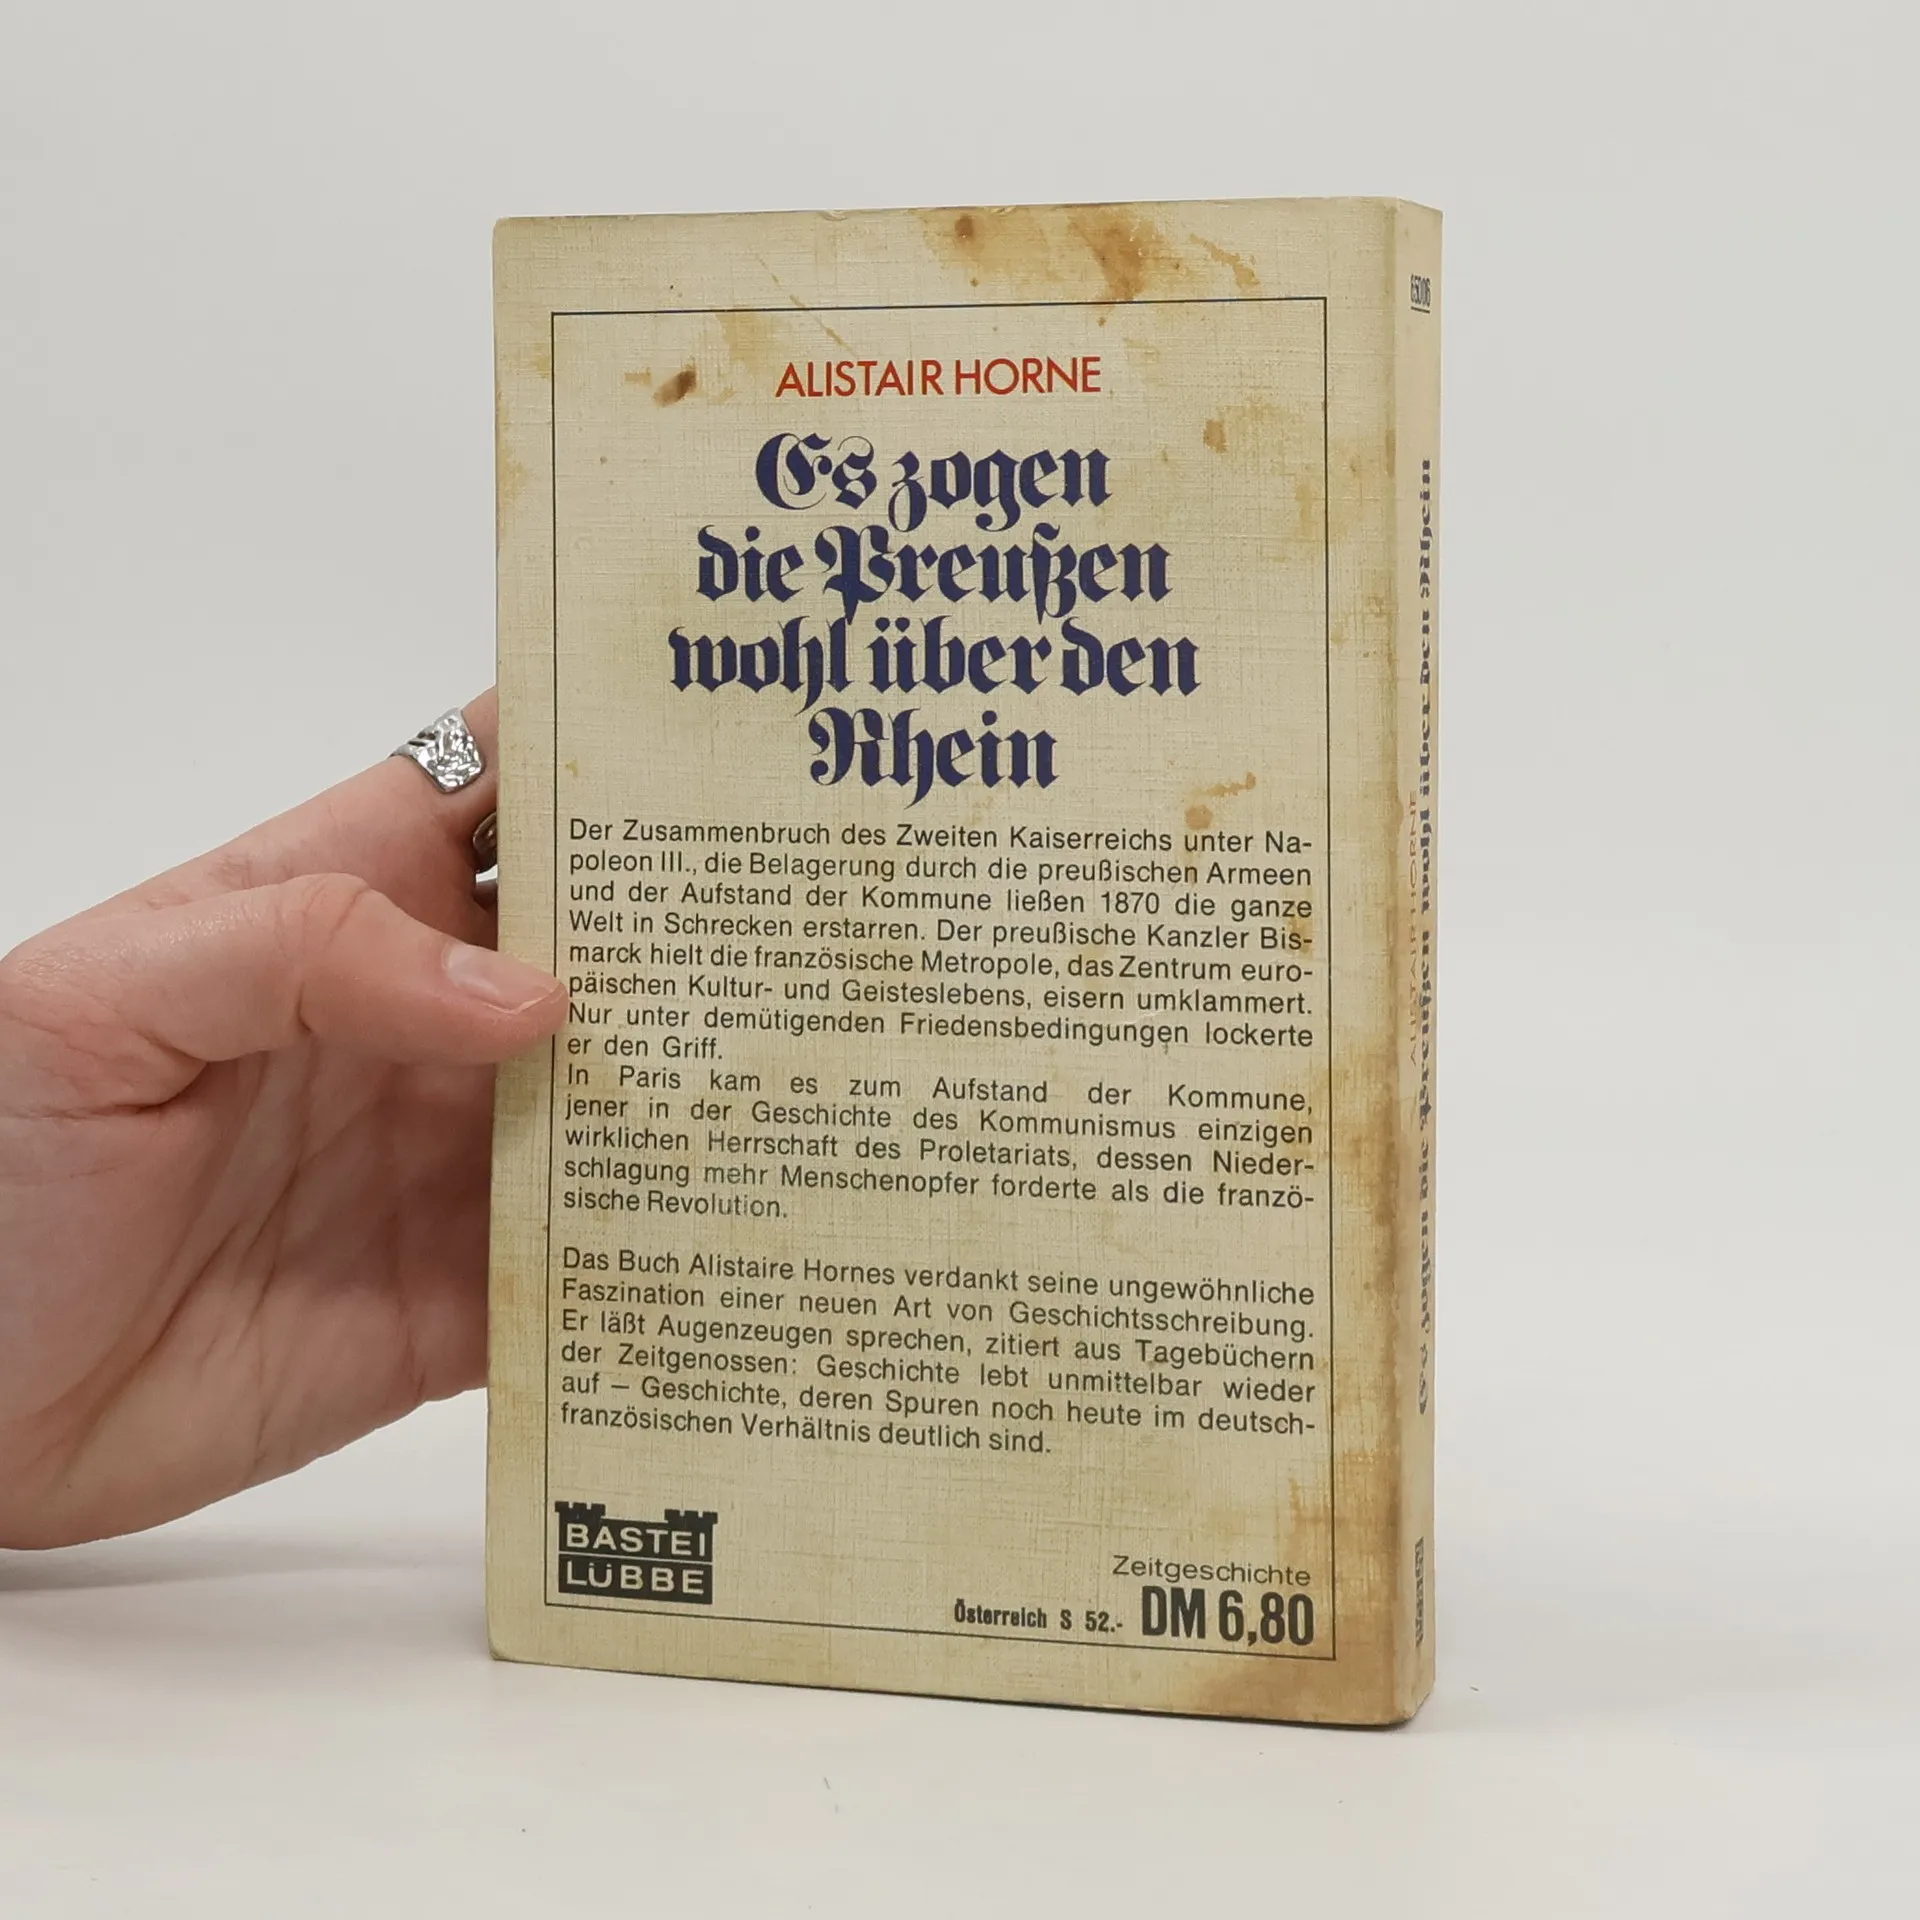 ALISTAIR HORNE
Es zogen
die Preußen
wohl über den
Rhein
Der Zusammenbruch des Zweiten Kaiserreichs unter Na-
poleon III., die Belagerung durch die preußischen Armeen
und der Aufstand der Kommune ließen 1870 die ganze
Welt in Schrecken erstarren. Der preußische Kanzler Bis-
marck hielt die französische Metropole, das Zentrum euro-
päischen Kultur- und Geisteslebens, eisern umklammert.
Nur unter demütigenden Friedensbedingungen lockerte
er den Griff.
In Paris kam es zum Aufstand der Kommune,
jener in der Geschichte des Kommunismus einzigen
wirklichen Herrschaft des Proletariats, dessen Nieder-
schlagung mehr Menschenopfer forderte als die franzö-
sische Revolution.
Das Buch Alistaire Hornes verdankt seine ungewöhnliche
Faszination einer neuen Art von Geschichtsschreibung.
Er läßt Augenzeugen sprechen, zitiert aus Tagebüchern
der Zeitgenossen: Geschichte lebt unmittelbar wieder
auf – Geschichte, deren Spuren noch heute im deutsch-
französischen Verhältnis deutlich sind.
BASTEI
LÜBBE
Zeitgeschichte
Österreich S 52.- DM 6,80
65006
ALISTAIR HORNE
Es zogen die Preußen wohl über den Rhein